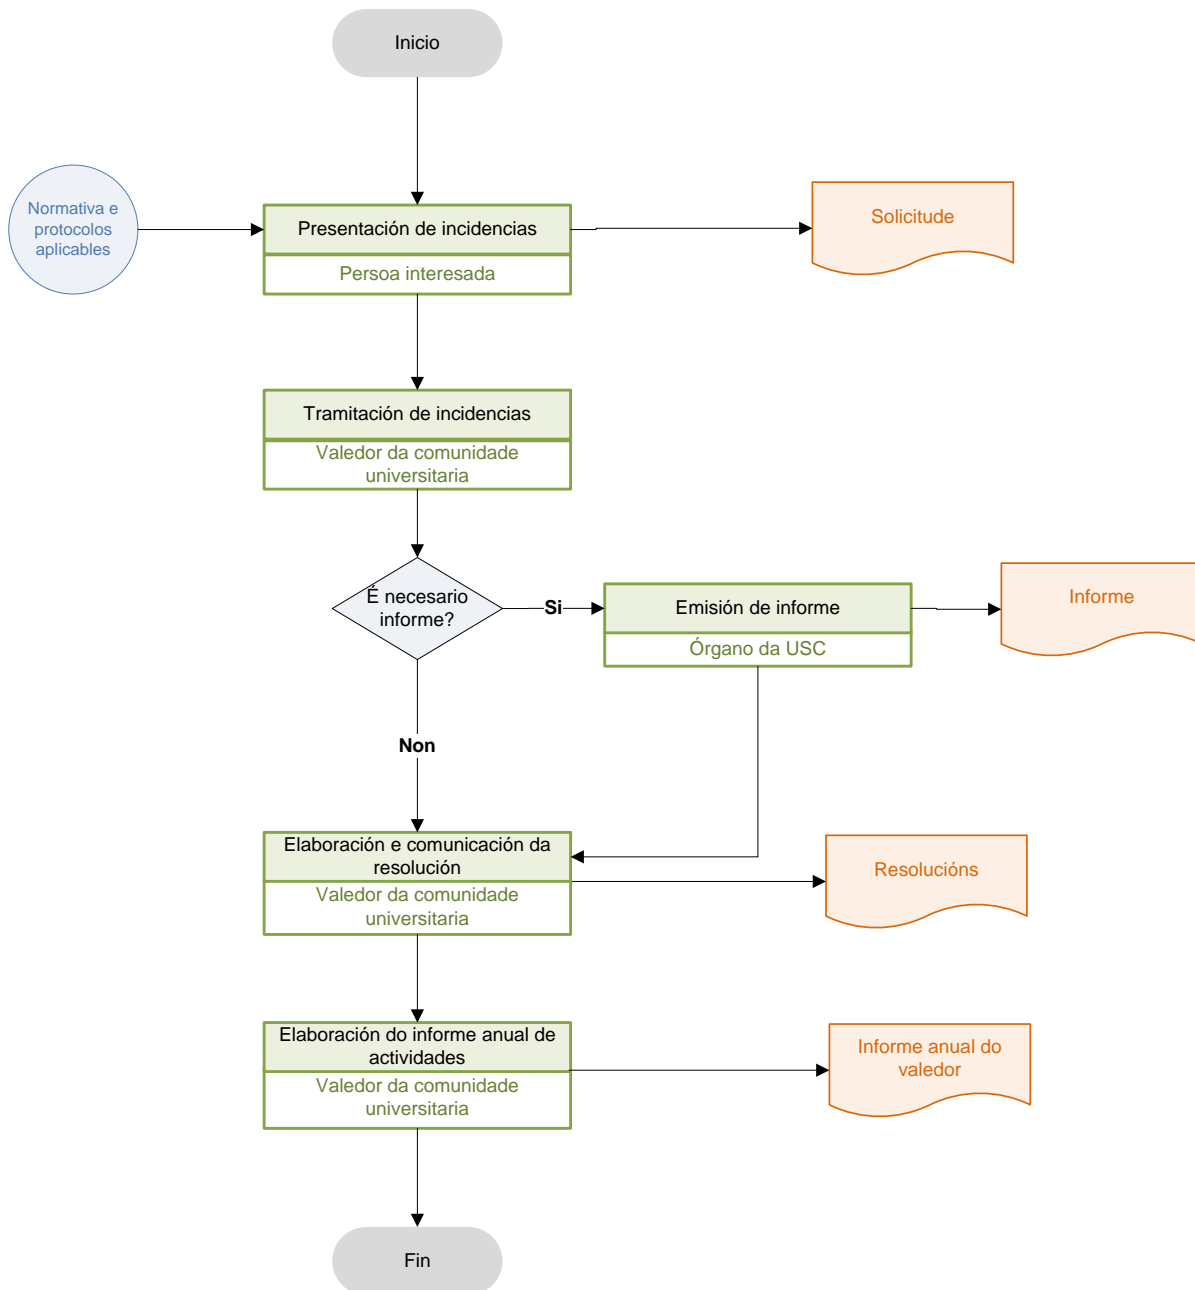 Inicio
Normativa e
protocolos
aplicables
Presentación de incidencias
Persoa interesada
Solicitude
Tramitación de incidencias
Valedor da comunidade
universitaria
É necesario
informe?
Si
Emisión de informe
Órgano da USC
Informe
Non
Elaboración e comunicación da
resolución
Valedor da comunidade
universitaria
Resolucións
Elaboración do informe anual de
actividades
Valedor da comunidade
universitaria
Informe anual do
valedor
Fin